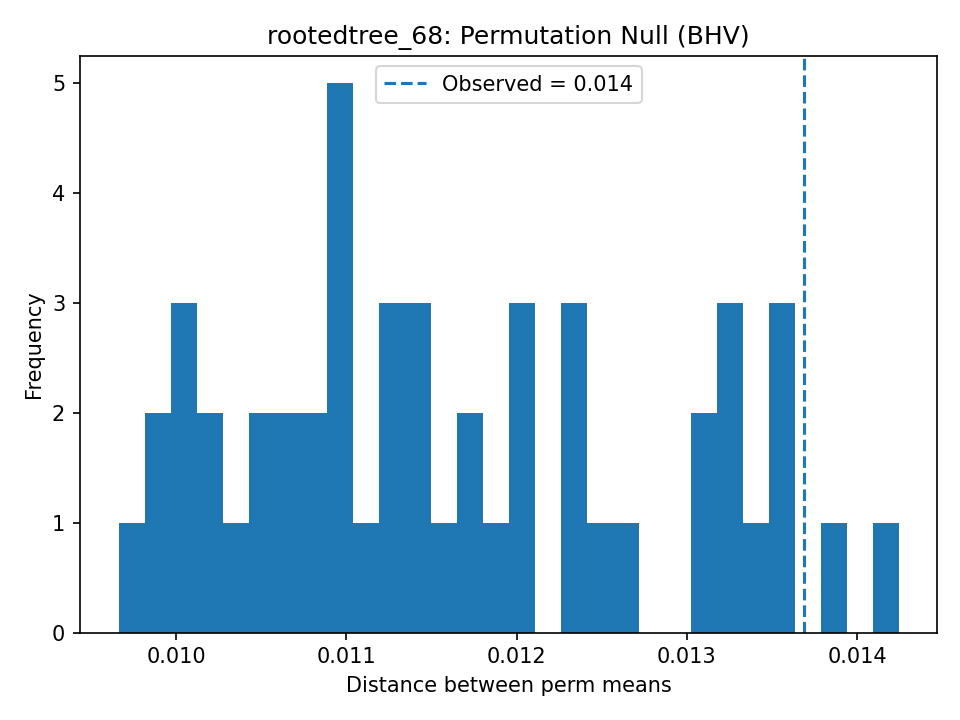 rootedtree_68: Permutation Null (BHV)
Observed = 0.014
5
4
3
2
1
0
Frequency
0.010 0.011 0.012 0.013 0.014
Distance between perm means